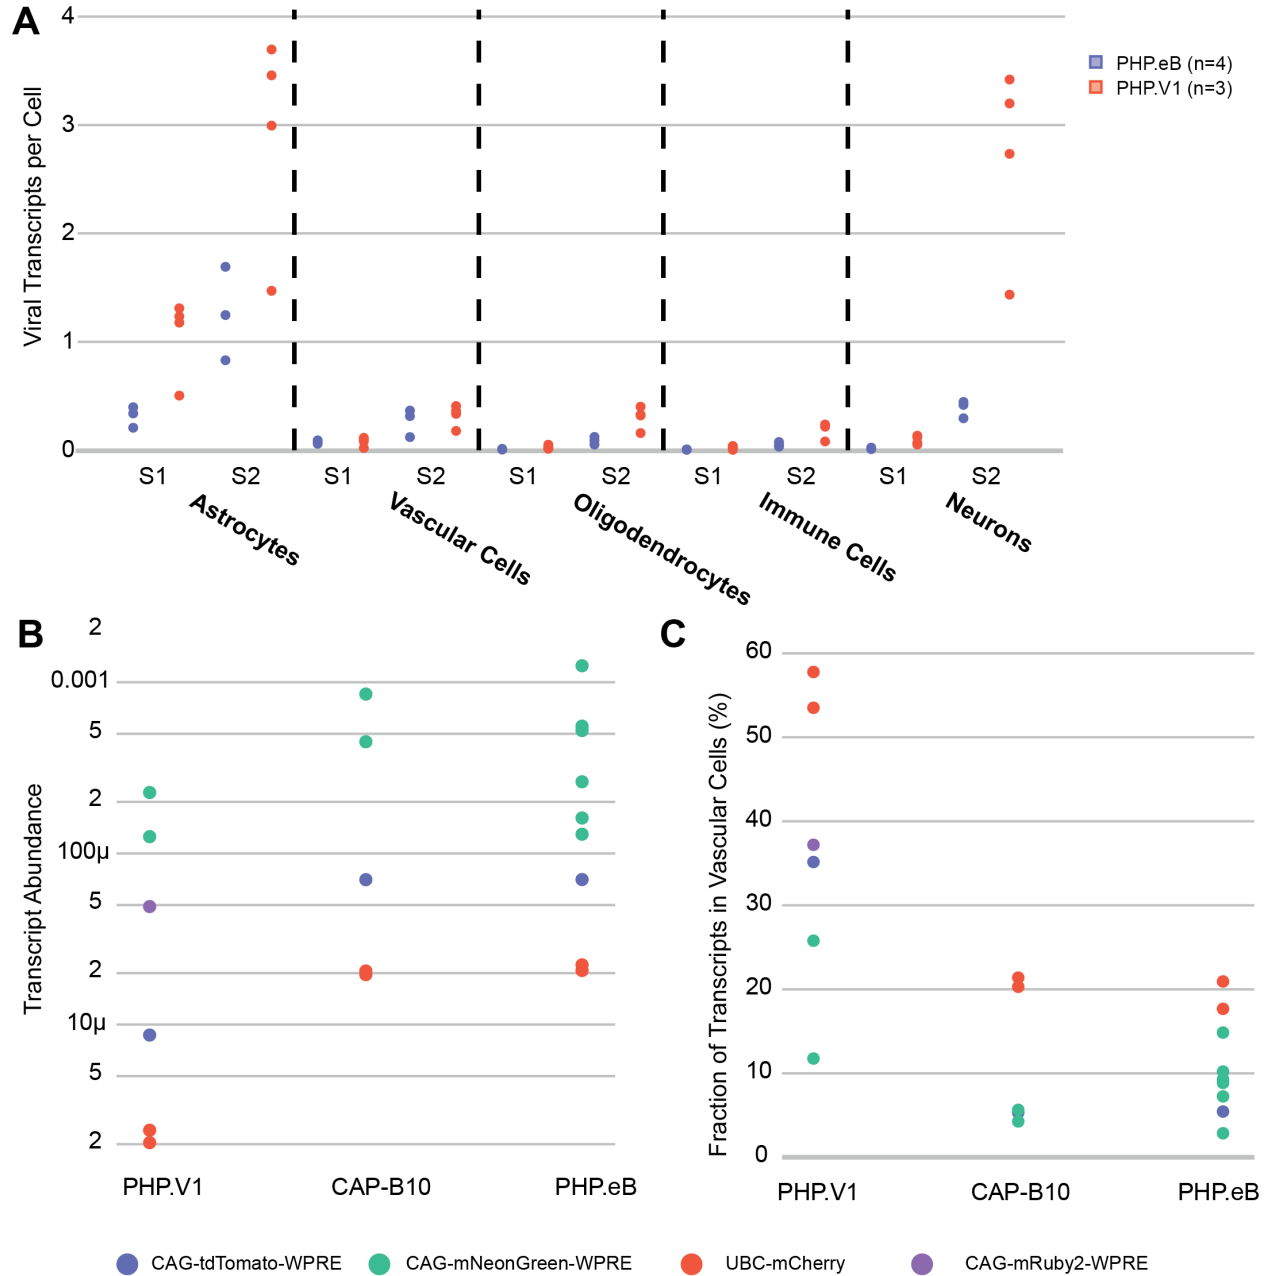 A
4
3
2
1
0
Viral Transcripts per Cell
PHP.eB (n=4)
PHP.V1 (n=3)
S1 S2 S1 S2 S1 S2 S1 S2 S1 S2
Astrocytes
Vascular Cells
Oligodendrocytes
Immune Cells
Neurons
B
2
0.001
5
2
100µ
5
2
10µ
5
2
Transcript Abundance
PHP.V1 CAP-B10 PHP.eB
C
60
50
40
30
20
10
0
Fraction of Transcripts in Vascular Cells (%)
PHP.V1 CAP-B10 PHP.eB
CAG-tdTomato-WPRE CAG-mNeonGreen-WPRE UBC-mCherry CAG-mRuby2-WPRE